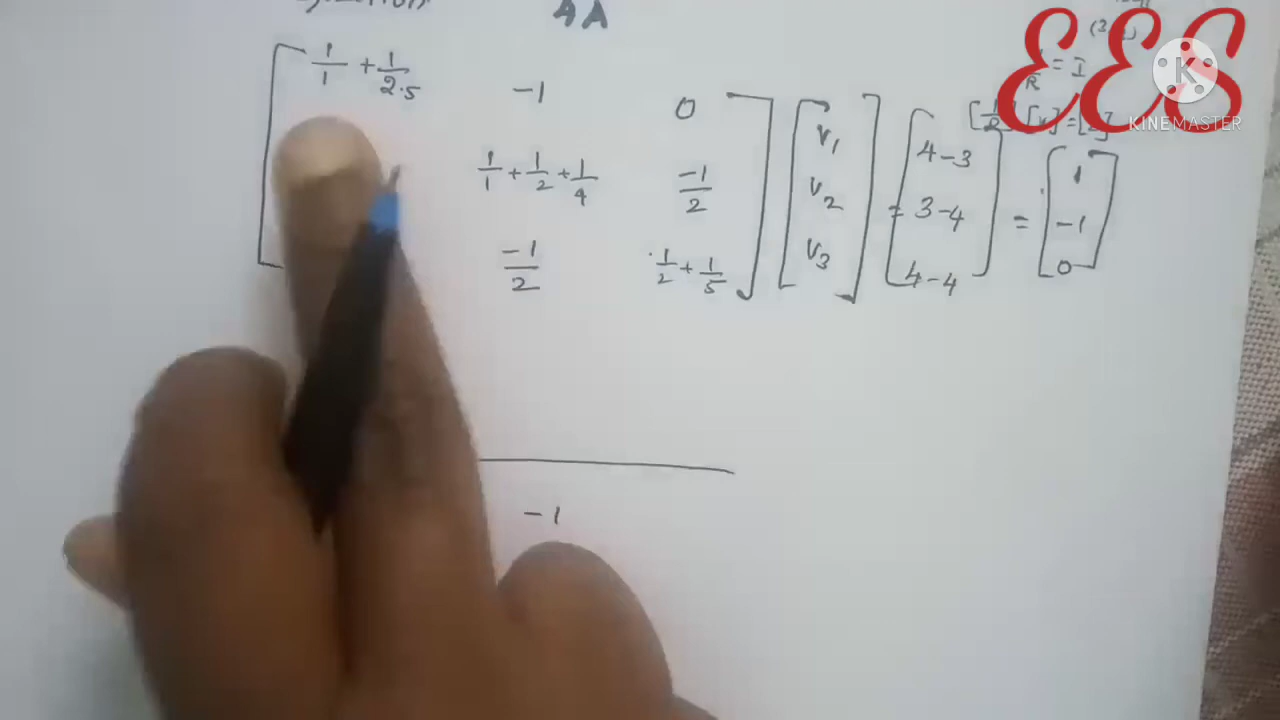 4A
1/1 + 1/2.5 -1 0
1/1 + 1/2 + 1/4 -1/2
-1/2 1/2 + 1/5
V1
V2
V3
=
4-3
3-4
4-4
=
1
-1
0
-1
EES
K
KINEMASTER
= I
R